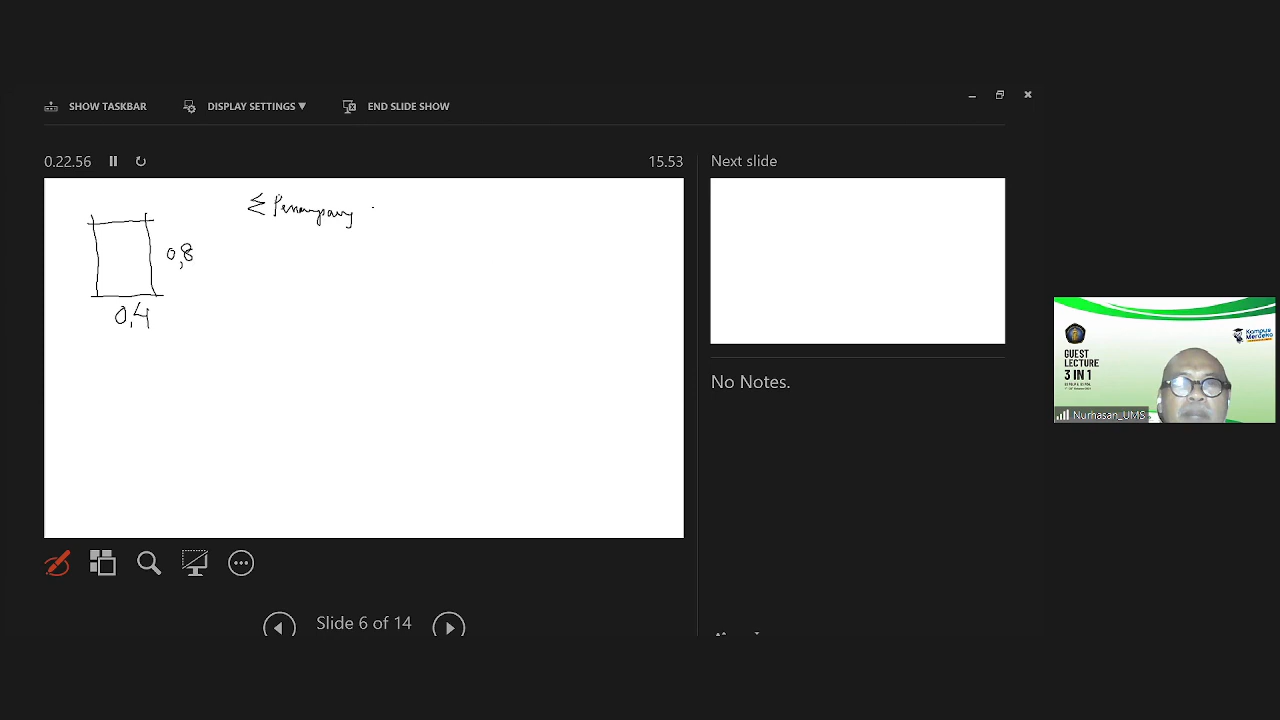 SHOW TASKBAR DISPLAY SETTINGS ▼ END SLIDE SHOW
0.22.56 15.53
Next slide
Σ Penampang
0,8
0,4
No Notes.
Slide 6 of 14
Kampus Merdeka
GUEST
LECTURE
3 IN 1
Nurhasan_UMS